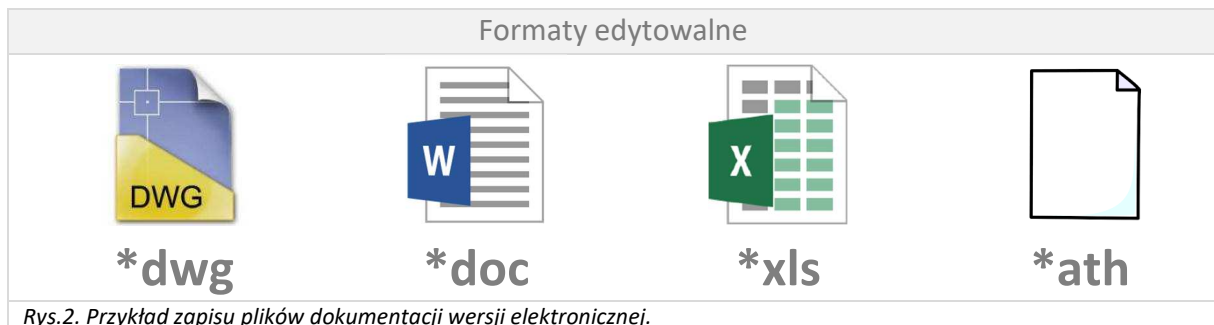 Formaty edytowalne
DWG
W
X
*dwg *doc *xls *ath
Rys.2. Przykład zapisu plików dokumentacji wersji elektronicznej.